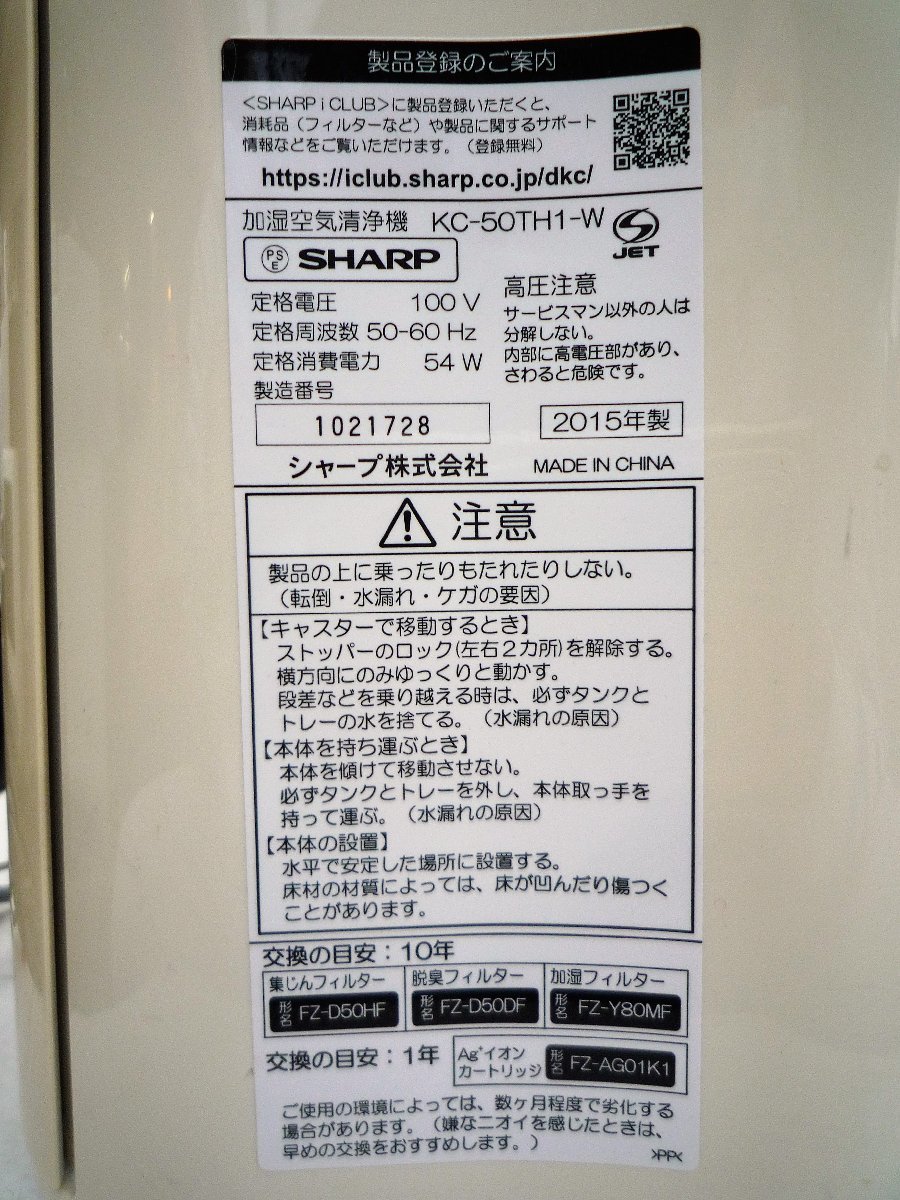 製品登録のご案内
<SHARP i CLUB>に製品登録いただくと、
消耗品(フィルターなど)や製品に関するサポート
情報などをご覧いただけます。(登録無料)
https://iclub.sharp.co.jp/dkc/
加湿空気清浄機 KC-50TH1-W
JET
PS
E
SHARP
定格電圧 100 V
定格周波数 50-60 Hz
定格消費電力 54 W
製造番号
1021728
高圧注意
サービスマン以外の人は
分解しない。
内部に高電圧部があり、
さわると危険です。
2015年製
シャープ株式会社 MADE IN CHINA
注意
製品の上に乗ったりもたれたりしない。
(転倒・水漏れ・ケガの要因)
【キャスターで移動するとき】
ストッパーのロック(左右2カ所)を解除する。
横方向にのみゆっくりと動かす。
段差などを乗り越える時は、必ずタンクと
トレーの水を捨てる。(水漏れの原因)
【本体を持ち運ぶとき】
本体を傾けて移動させない。
必ずタンクとトレーを外し、本体取っ手を
持って運ぶ。(水漏れの原因)
【本体の設置】
水平で安定した場所に設置する。
床材の材質によっては、床が凹んだり傷つく
ことがあります。
交換の目安:10年
集じんフィルター 脱臭フィルター 加湿フィルター
形名 FZ-D50HF 形名 FZ-D50DF 形名 FZ-Y80MF
交換の目安:1年 Ag⁺イオン
カートリッジ 形名 FZ-AG01K1
ご使用の環境によっては、数ヶ月程度で劣化する
場合があります。(嫌なニオイを感じたときは、
早めの交換をおすすめします。)
>PP<